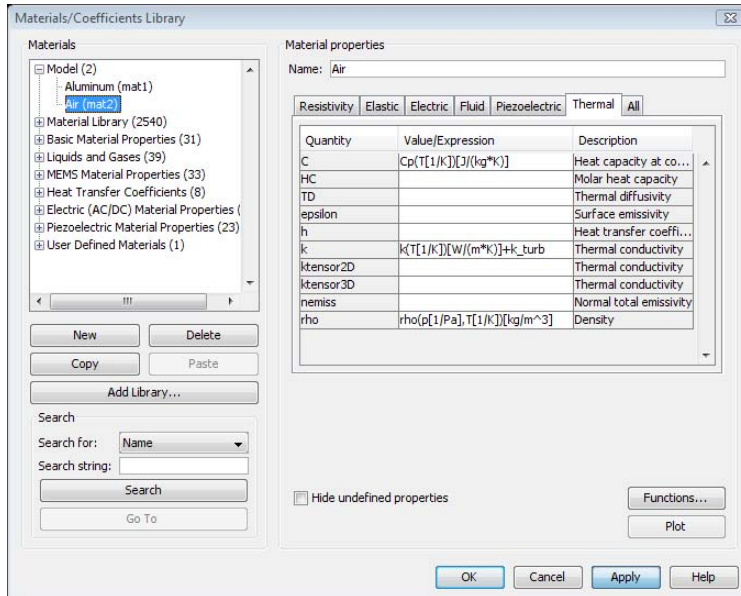 Materials/Coefficients Library
Materials
Model (2)
Aluminum (mat1)
Air (mat2)
Material Library (2540)
Basic Material Properties (31)
Liquids and Gases (39)
MEMS Material Properties (33)
Heat Transfer Coefficients (8)
Electric (AC/DC) Material Properties (
Piezoelectric Material Properties (23)
User Defined Materials (1)
New Delete
Copy Paste
Add Library...
Search
Search for: Name
Search string:
Search
Go To
Material properties
Name: Air
Resistivity Elastic Electric Fluid Piezoelectric Thermal All
Quantity Value/Expression Description
C Cp(T[1/K])[J/(kg*K)] Heat capacity at co...
HC Molar heat capacity
TD Thermal diffusivity
epsilon Surface emissivity
h Heat transfer coeffi...
k k(T[1/K])[W/(m*K)]+k_turb Thermal conductivity
ktensor2D Thermal conductivity
ktensor3D Thermal conductivity
nemiss Normal total emissivity
rho rho(p[1/Pa],T[1/K])[kg/m^3] Density
Hide undefined properties
Functions...
Plot
OK Cancel Apply Help